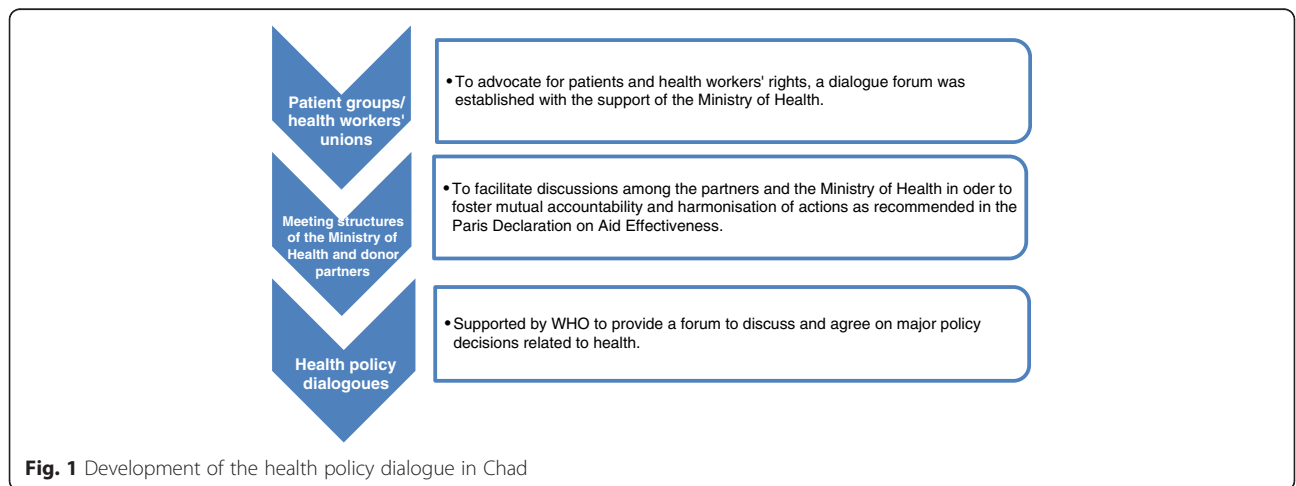 Patient groups/
health workers'
unions
•To advocate for patients and health workers' rights, a dialogue forum was
established with the support of the Ministry of Health.
Meeting structures
of the Ministry of
Health and donor
partners
•To facilitate discussions among the partners and the Ministry of Health in oder to
foster mutual accountability and harmonisation of actions as recommended in the
Paris Declaration on Aid Effectiveness.
Health policy
dialogoues
•Supported by WHO to provide a forum to discuss and agree on major policy
decisions related to health.
Fig. 1 Development of the health policy dialogue in Chad